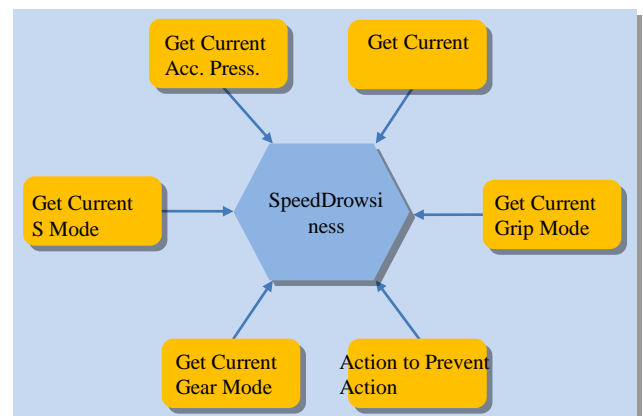 Get Current
Acc. Press.
Get Current
Get Current
S Mode
SpeedDrowsi
ness
Get Current
Grip Mode
Get Current
Gear Mode
Action to Prevent
Action